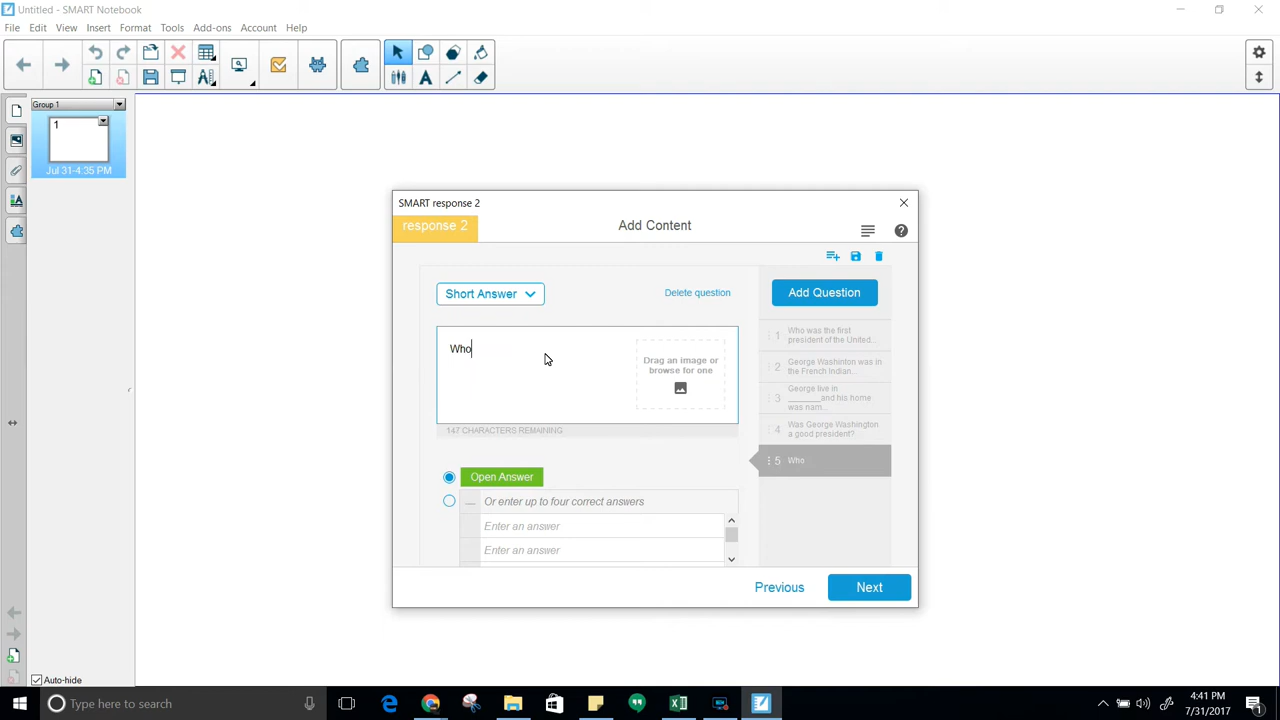 Untitled - SMART Notebook
File Edit View Insert Format Tools Add-ons Account Help
Group 1
1
Jul 31-4:35 PM
SMART response 2
response 2
Add Content
Short Answer
Delete question
Add Question
Who
Drag an image or
browse for one
147 CHARACTERS REMAINING
1 Who was the first
president of the United...
2 George Washinton was in
the French Indian...
3 George live in
_______and his home
was nam...
4 Was George Washington
a good president?
5 Who
Open Answer
Or enter up to four correct answers
Enter an answer
Enter an answer
Previous
Next
Auto-hide
Type here to search
4:41 PM
7/31/2017